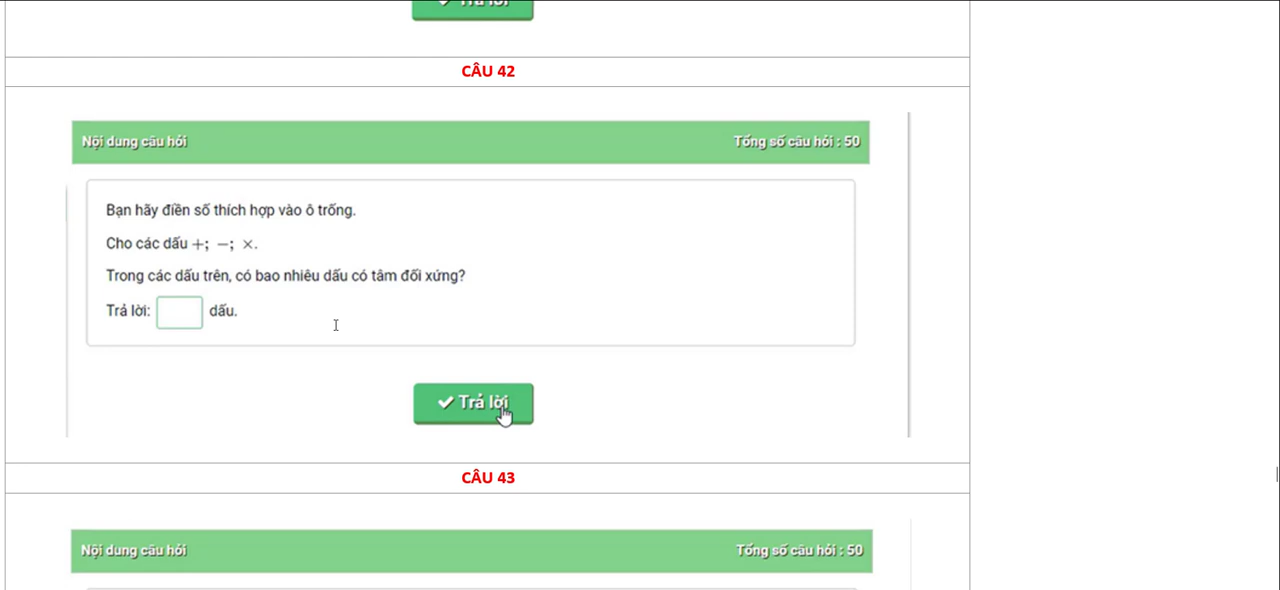 ✔ Trả lời
CÂU 42
Nội dung câu hỏi
Tổng số câu hỏi : 50
Bạn hãy điền số thích hợp vào ô trống.
Cho các dấu +; −; ×.
Trong các dấu trên, có bao nhiêu dấu có tâm đối xứng?
Trả lời: dấu.
✔ Trả lời
CÂU 43
Nội dung câu hỏi
Tổng số câu hỏi : 50